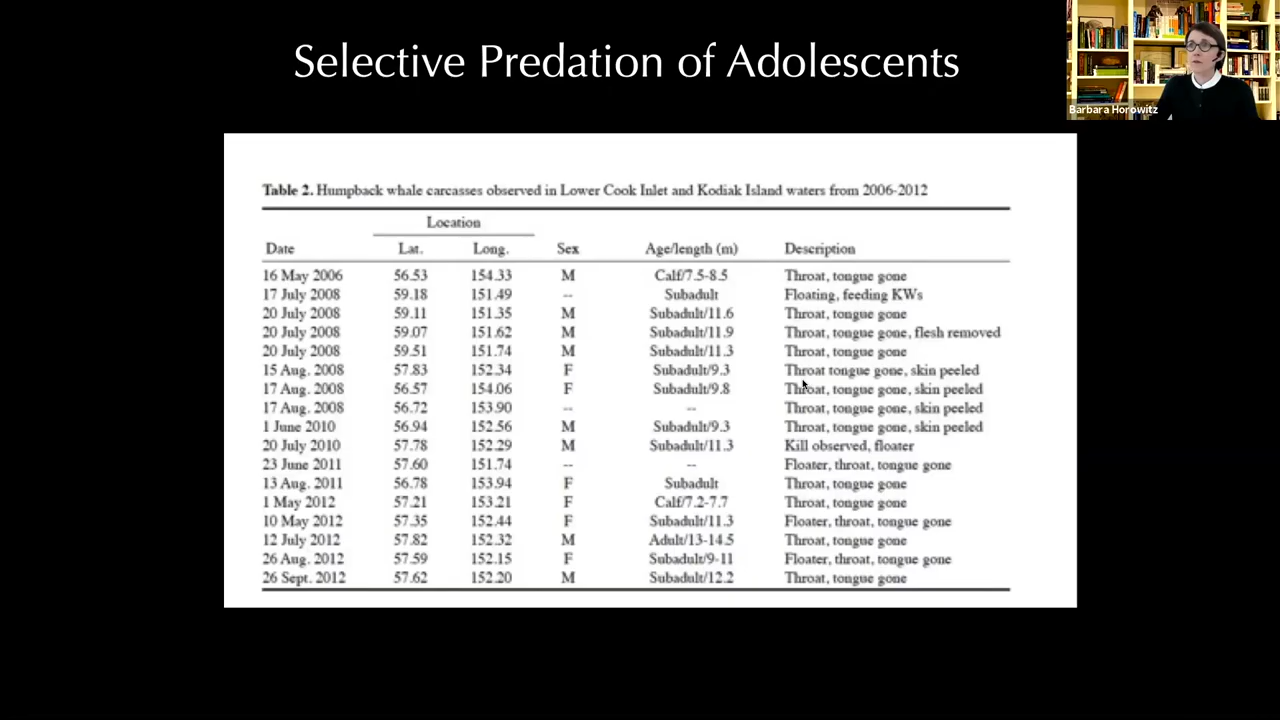 Selective Predation of Adolescents
Barbara Horowitz
Table 2. Humpback whale carcasses observed in Lower Cook Inlet and Kodiak Island waters from 2006-2012
Location
Date Lat. Long. Sex Age/length (m) Description
16 May 2006 56.53 154.33 M Calf/7.5-8.5 Throat, tongue gone
17 July 2008 59.18 151.49 -- Subadult Floating, feeding KWs
20 July 2008 59.11 151.35 M Subadult/11.6 Throat, tongue gone
20 July 2008 59.07 151.62 M Subadult/11.9 Throat, tongue gone, flesh removed
20 July 2008 59.51 151.74 M Subadult/11.3 Throat, tongue gone
15 Aug. 2008 57.83 152.34 F Subadult/9.3 Throat tongue gone, skin peeled
17 Aug. 2008 56.57 154.06 F Subadult/9.8 Throat, tongue gone, skin peeled
17 Aug. 2008 56.72 153.90 -- -- Throat, tongue gone, skin peeled
1 June 2010 56.94 152.56 M Subadult/9.3 Throat, tongue gone, skin peeled
20 July 2010 57.78 152.29 M Subadult/11.3 Kill observed, floater
23 June 2011 57.60 151.74 -- -- Floater, throat, tongue gone
13 Aug. 2011 56.78 153.94 F Subadult Throat, tongue gone
1 May 2012 57.21 153.21 F Calf/7.2-7.7 Throat, tongue gone
10 May 2012 57.35 152.44 F Subadult/11.3 Floater, throat, tongue gone
12 July 2012 57.82 152.32 M Adult/13-14.5 Throat, tongue gone
26 Aug. 2012 57.59 152.15 F Subadult/9-11 Floater, throat, tongue gone
26 Sept. 2012 57.62 152.20 M Subadult/12.2 Throat, tongue gone